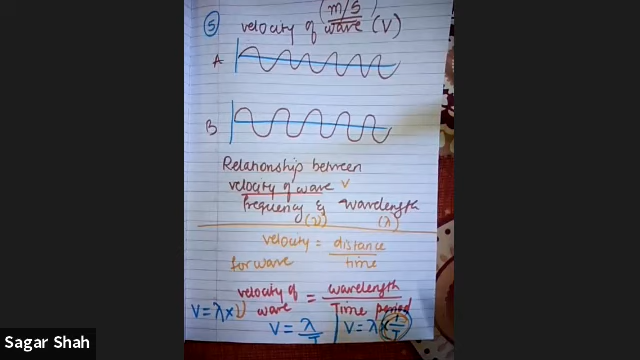 (m/s)
⑤ velocity of wave (V)
A
B
Relationship between
velocity of wave V
frequency & wavelength
(ν) (λ)
velocity = distance
for wave time
velocity of = wavelength
wave Time period
V = λ × ν
V = λ/T V = λ × 1/T
Sagar Shah